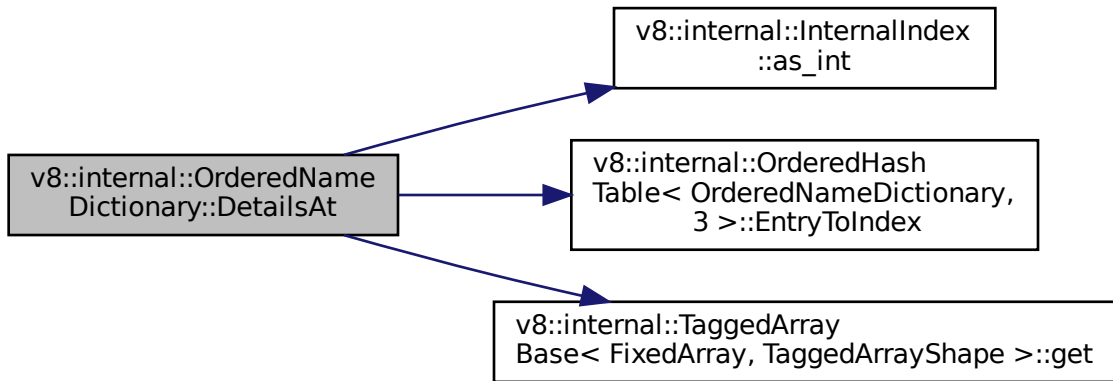 v8::internal::InternalIndex
::as_int
v8::internal::OrderedName
Dictionary::DetailsAt
v8::internal::OrderedHash
Table< OrderedNameDictionary,
3 >::EntryToIndex
v8::internal::TaggedArray
Base< FixedArray, TaggedArrayShape >::get